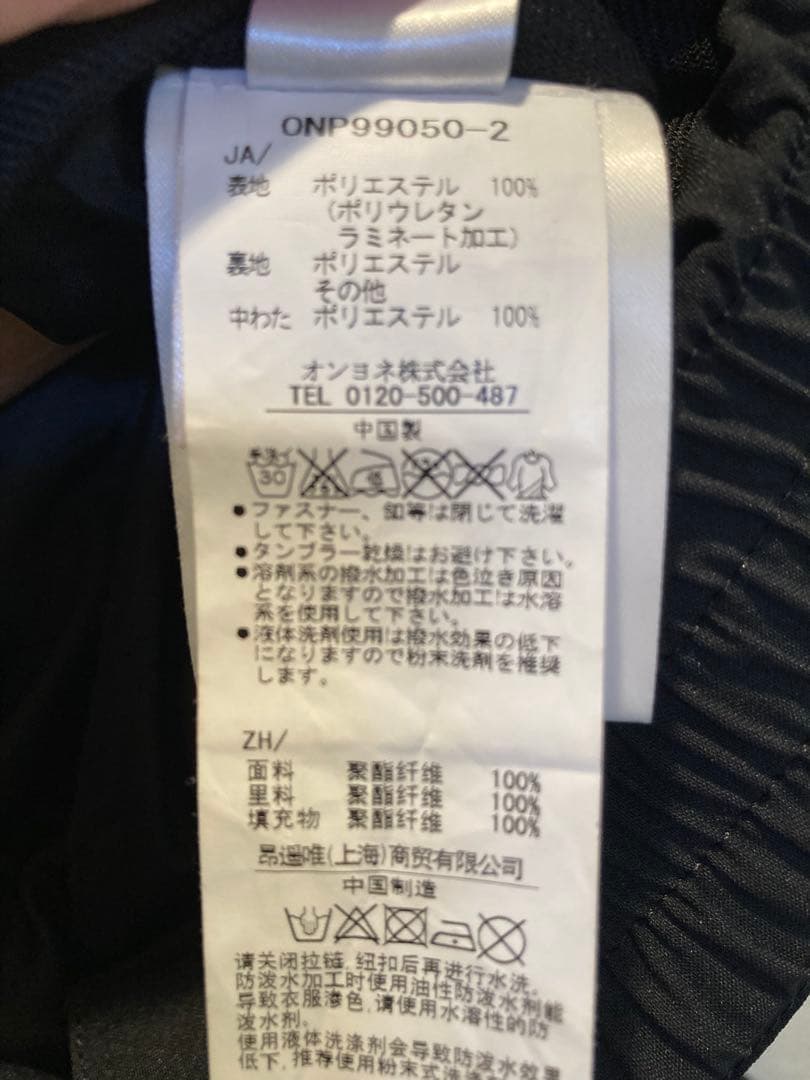 ONP99050-2
JA/
表地 ポリエステル 100%
(ポリウレタン
ラミネート加工)
裏地 ポリエステル
その他
中わた ポリエステル 100%
オンヨネ株式会社
TEL 0120-500-487
中国製
手洗イ
30
低
●ファスナー、釦等は閉じて洗濯
して下さい。
●タンブラー乾燥はお避け下さい。
●溶剤系の撥水加工は色泣き原因
となりますので撥水加工は水溶
系を使用して下さい。
●液体洗剤使用は撥水効果の低下
になりますので粉末洗剤を推奨
します。
ZH/
面料 聚酯纤维 100%
里料 聚酯纤维 100%
填充物 聚酯纤维 100%
(上海)商贸有限公司
中国制造
请关闭拉链,纽扣后再进行水洗。
防泼水加工时使用油性防泼水剂能
导致衣服渗色,请使用水溶性的防
泼水剂.
使用液体洗涤剂会导致防泼水效果
低下,推荐使用粉末式洗涤